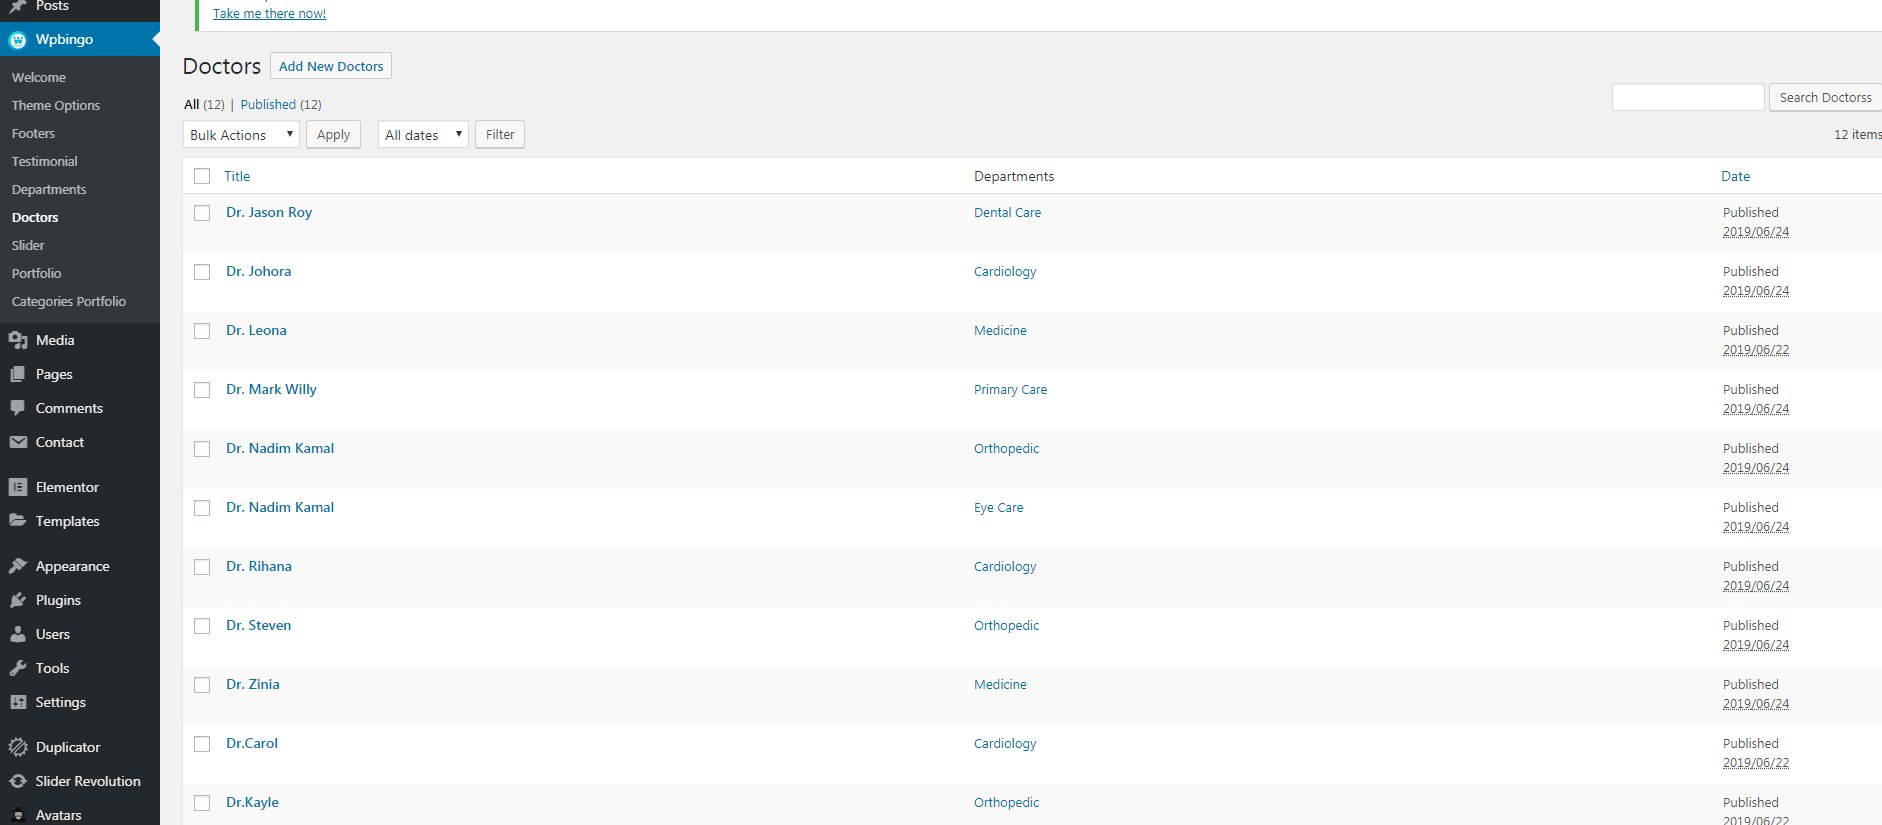 Posts
Wpbingo
Welcome
Theme Options
Footers
Testimonial
Departments
Doctors
Slider
Portfolio
Categories Portfolio
Media
Pages
Comments
Contact
Elementor
Templates
Appearance
Plugins
Users
Tools
Settings
Duplicator
Slider Revolution
Avatars
Take me there now!
Doctors Add New Doctors
All (12) | Published (12)
Search Doctorss
Bulk Actions Apply All dates Filter
12 items
Title Departments Date
Dr. Jason Roy Dental Care Published
2019/06/24
Dr. Johora Cardiology Published
2019/06/24
Dr. Leona Medicine Published
2019/06/22
Dr. Mark Willy Primary Care Published
2019/06/24
Dr. Nadim Kamal Orthopedic Published
2019/06/24
Dr. Nadim Kamal Eye Care Published
2019/06/24
Dr. Rihana Cardiology Published
2019/06/24
Dr. Steven Orthopedic Published
2019/06/24
Dr. Zinia Medicine Published
2019/06/24
Dr.Carol Cardiology Published
2019/06/22
Dr.Kayle Orthopedic Published
2019/06/22